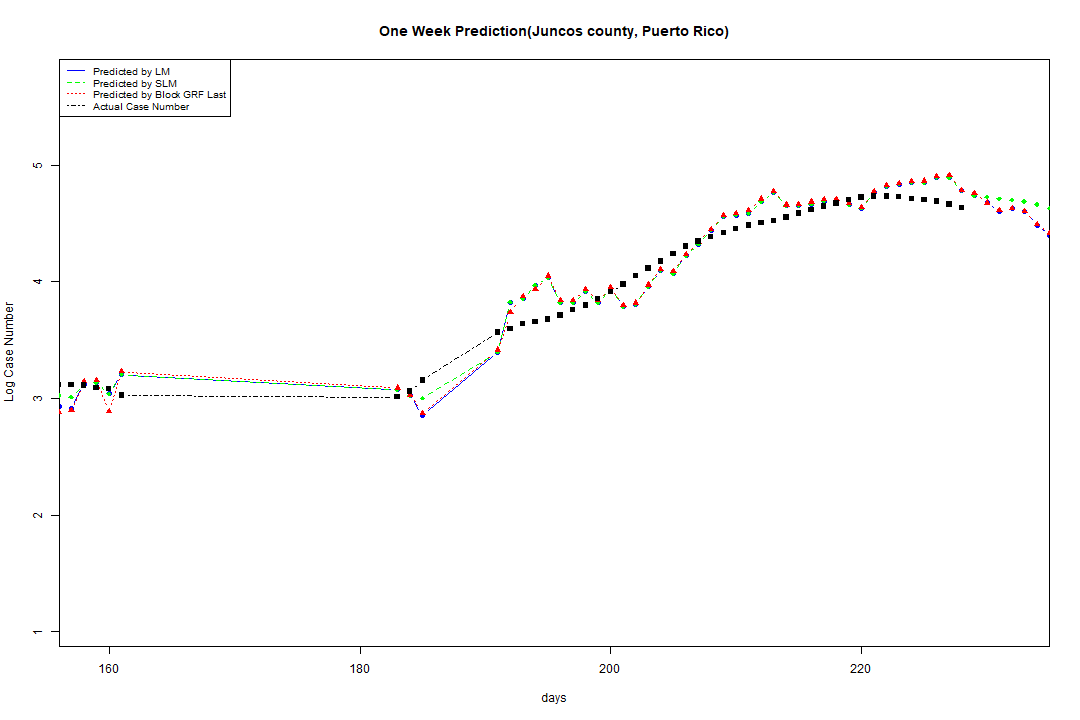 One Week Prediction(Juncos county, Puerto Rico)
Predicted by LM
Predicted by SLM
Predicted by Block GRF Last
Actual Case Number
5
4
3
2
1
Log Case Number
160
180
200
220
days